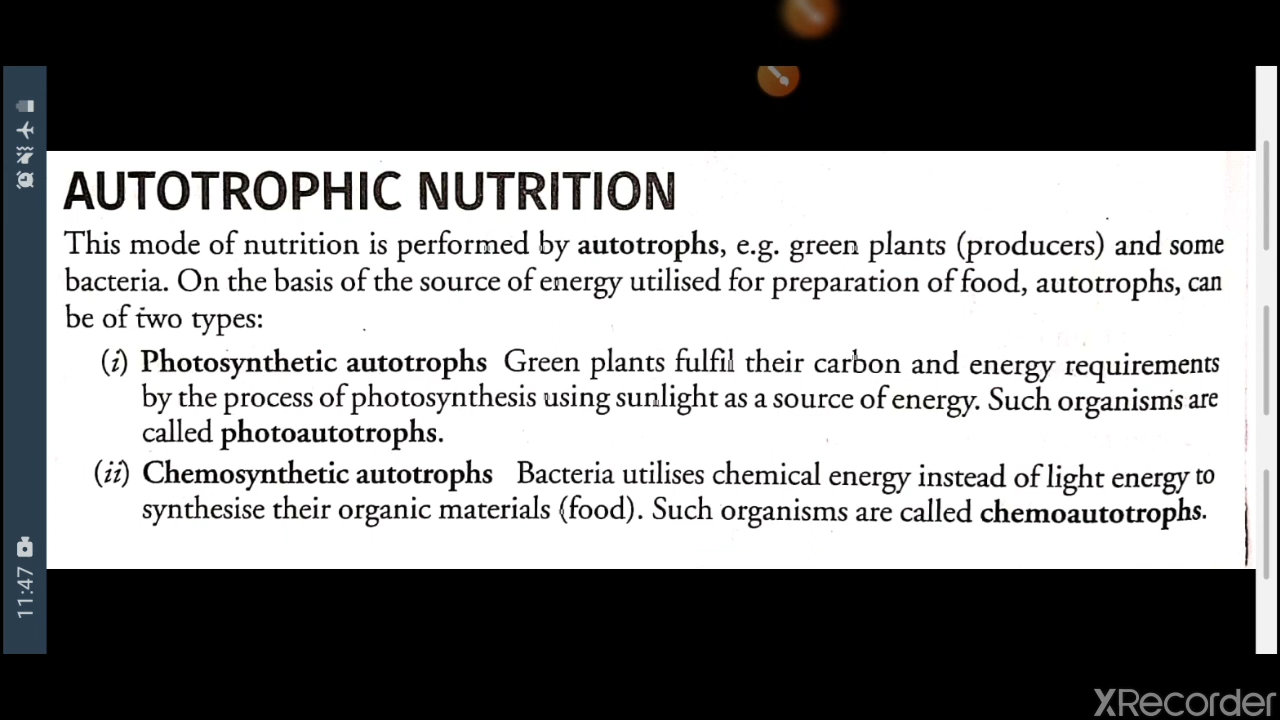 AUTOTROPHIC NUTRITION
This mode of nutrition is performed by autotrophs, e.g. green plants (producers) and some
bacteria. On the basis of the source of energy utilised for preparation of food, autotrophs, can
be of two types:
(i) Photosynthetic autotrophs Green plants fulfil their carbon and energy requirements
by the process of photosynthesis using sunlight as a source of energy. Such organisms are
called photoautotrophs.
(ii) Chemosynthetic autotrophs Bacteria utilises chemical energy instead of light energy to
synthesise their organic materials (food). Such organisms are called chemoautotrophs.
11:47
XRecorder